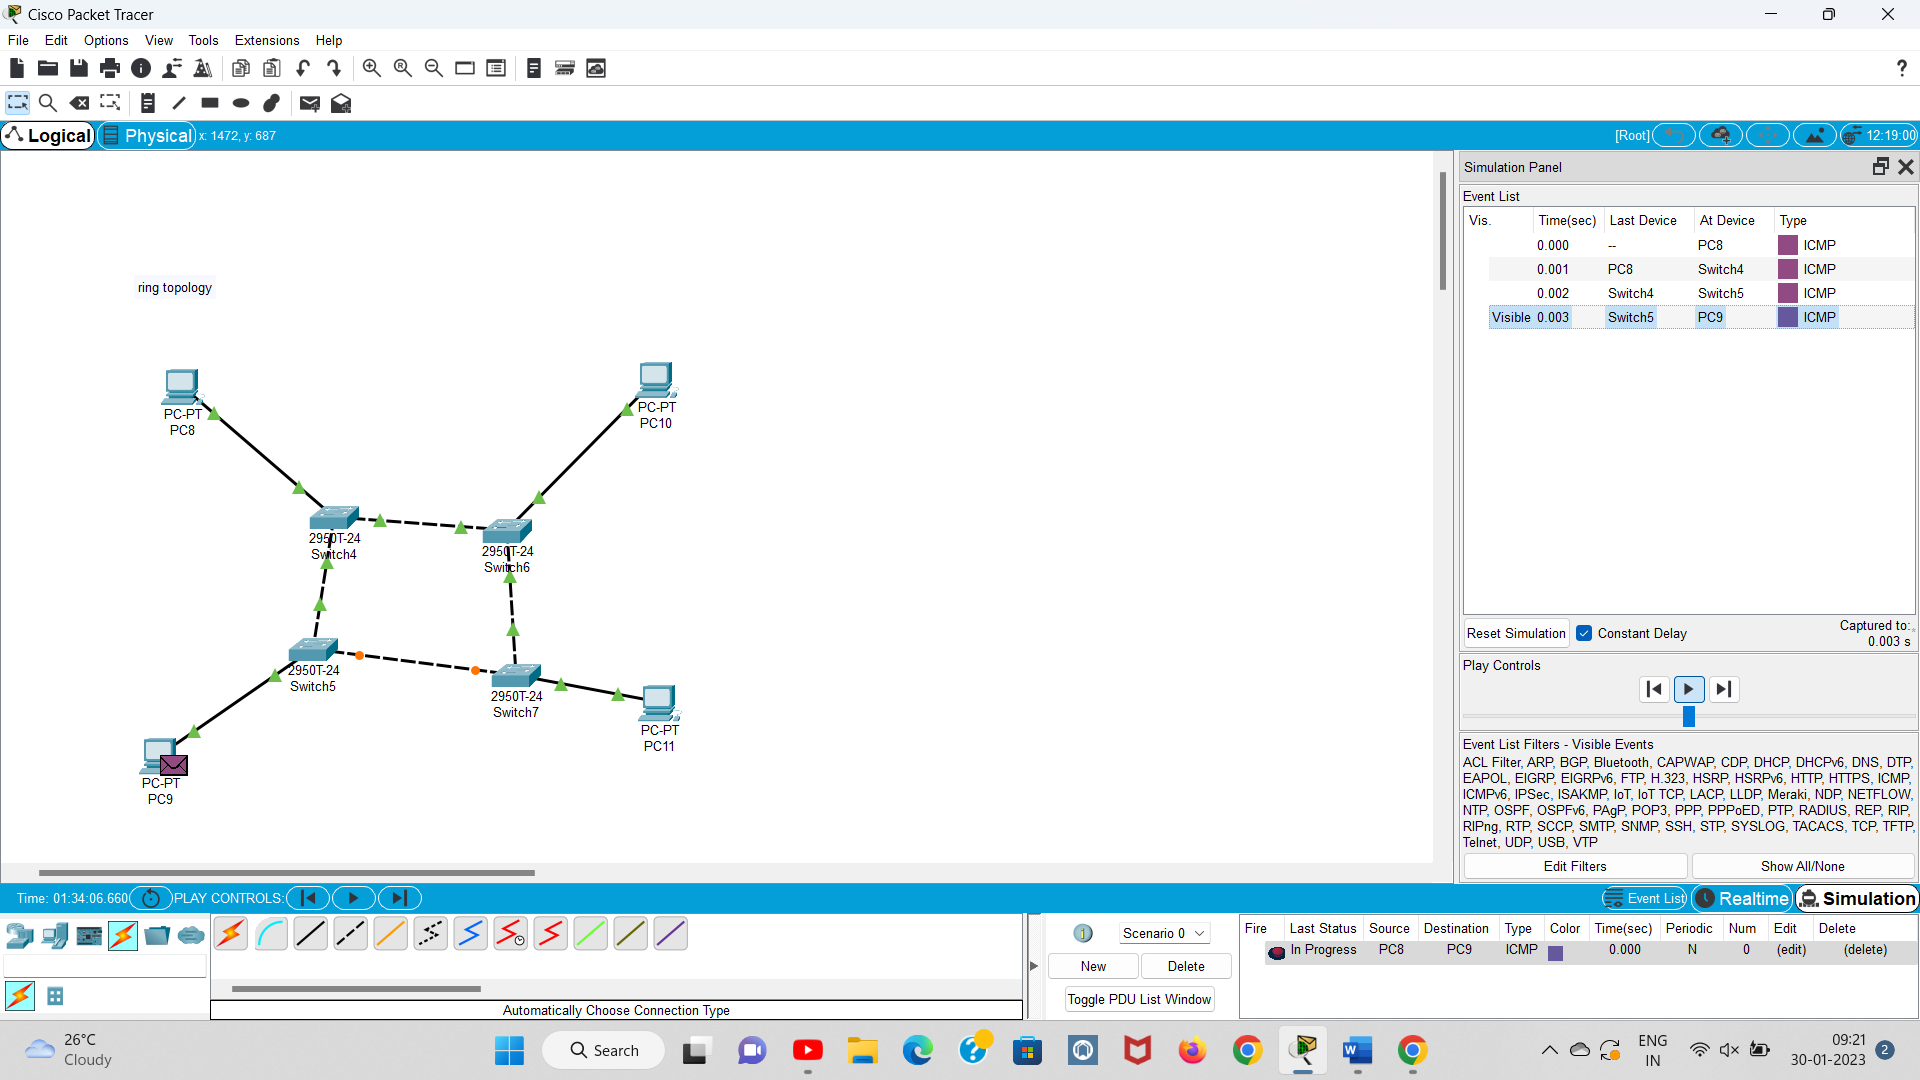 Cisco Packet Tracer
File Edit Options View Tools Extensions Help
Logical Physical x: 1472, y: 687 [Root] 12:19:00
ring topology
PC-PT
PC8
PC-PT
PC10
2950T-24
Switch4
2950T-24
Switch6
2950T-24
Switch5
2950T-24
Switch7
PC-PT
PC11
PC-PT
PC9
Simulation Panel
Event List
Vis. Time(sec) Last Device At Device Type
0.000 -- PC8 ICMP
0.001 PC8 Switch4 ICMP
0.002 Switch4 Switch5 ICMP
Visible 0.003 Switch5 PC9 ICMP
Reset Simulation Constant Delay Captured to:
0.003 s
Play Controls
Event List Filters - Visible Events
ACL Filter, ARP, BGP, Bluetooth, CAPWAP, CDP, DHCP, DHCPv6, DNS, DTP,
EAPOL, EIGRP, EIGRPv6, FTP, H.323, HSRP, HSRPv6, HTTP, HTTPS, ICMP,
ICMPv6, IPSec, ISAKMP, IoT, IoT TCP, LACP, LLDP, Meraki, NDP, NETFLOW,
NTP, OSPF, OSPFv6, PAgP, POP3, PPP, PPPoED, PTP, RADIUS, REP, RIP,
RIPng, RTP, SCCP, SMTP, SNMP, SSH, STP, SYSLOG, TACACS, TCP, TFTP,
Telnet, UDP, USB, VTP
Edit Filters Show All/None
Time: 01:34:06.660 PLAY CONTROLS: Event List Realtime Simulation
Automatically Choose Connection Type
Scenario 0
New Delete
Toggle PDU List Window
Fire Last Status Source Destination Type Color Time(sec) Periodic Num Edit Delete
In Progress PC8 PC9 ICMP 0.000 N 0 (edit) (delete)
26°C
Cloudy
Search
ENG
IN
09:21
30-01-2023
2